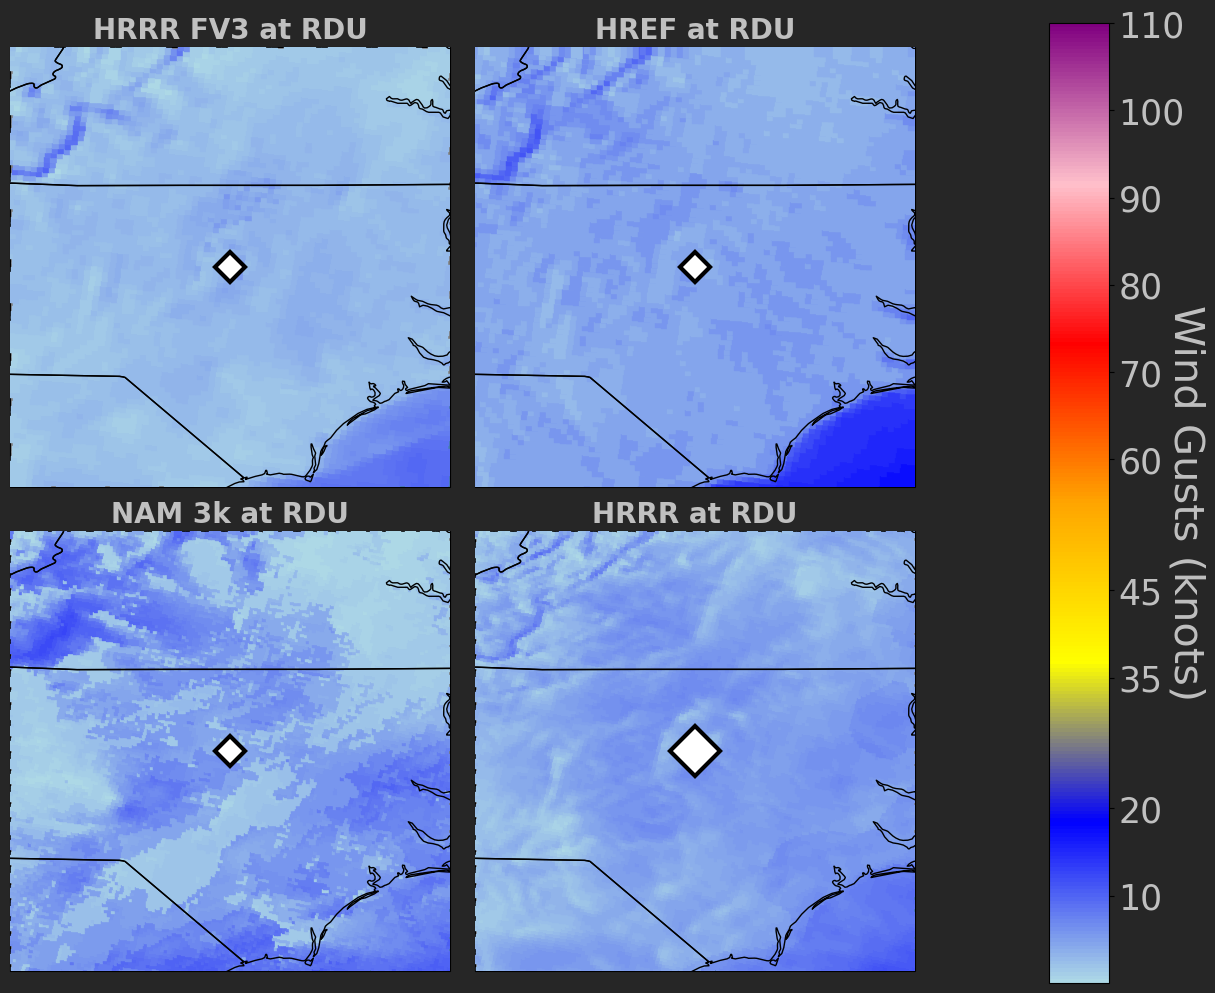 HRRR FV3 at RDU
HREF at RDU
NAM 3k at RDU
HRRR at RDU
110
100
90
80
70
60
45
35
20
10
Wind Gusts (knots)